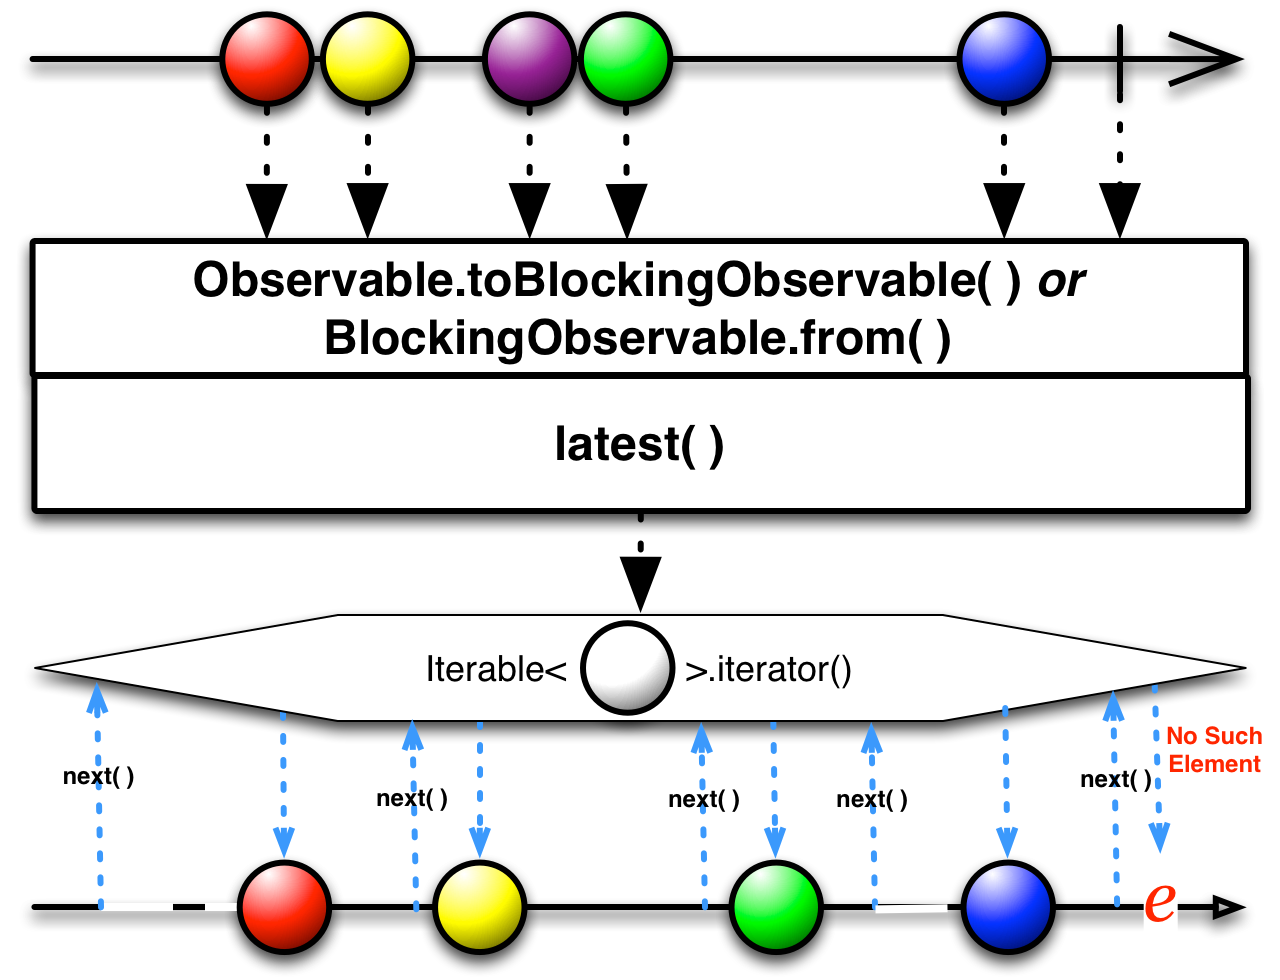 Observable.toBlockingObservable( ) or
BlockingObservable.from( )
latest( )
Iterable< >.iterator()
next( )
next( )
next( )
next( )
next( )
No Such
Element
e